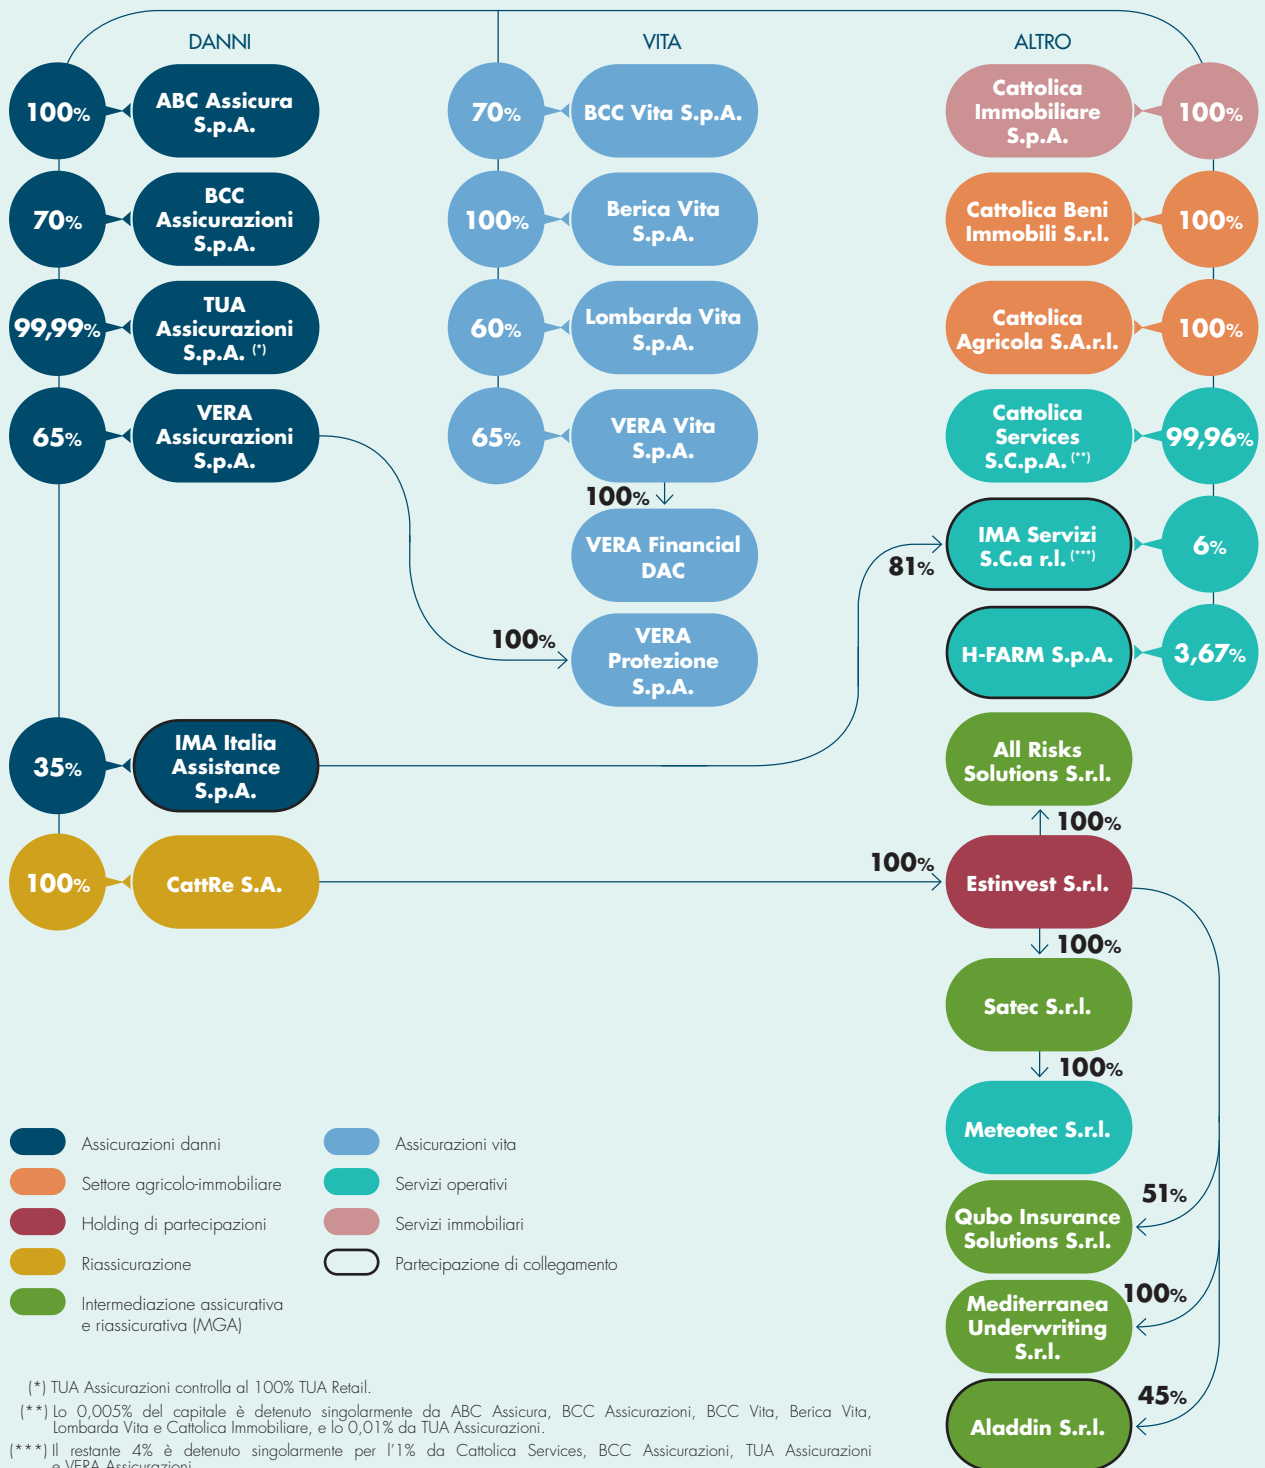 DANNI
100%
ABC Assicura
S.p.A.
70%
BCC
Assicurazioni
S.p.A.
99,99%
TUA
Assicurazioni
S.p.A. (*)
65%
VERA
Assicurazioni
S.p.A.
35%
IMA Italia
Assistance
S.p.A.
100%
CattRe S.A.
VITA
70%
BCC Vita S.p.A.
100%
Berica Vita
S.p.A.
60%
Lombarda Vita
S.p.A.
65%
VERA Vita
S.p.A.
100%
VERA Financial
DAC
100%
VERA
Protezione
S.p.A.
ALTRO
Cattolica
Immobiliare
S.p.A.
100%
Cattolica Beni
Immobili S.r.l.
100%
Cattolica
Agricola S.A.r.l.
100%
Cattolica
Services
S.C.p.A. (**)
99,96%
81%
IMA Servizi
S.C.a r.l. (***)
6%
H-FARM S.p.A.
3,67%
All Risks
Solutions S.r.l.
100%
100%
Estinvest S.r.l.
100%
Satec S.r.l.
100%
Meteotec S.r.l.
51%
Qubo Insurance
Solutions S.r.l.
100%
Mediterranea
Underwriting
S.r.l.
45%
Aladdin S.r.l.
Assicurazioni danni
Settore agricolo-immobiliare
Holding di partecipazioni
Riassicurazione
Intermediazione assicurativa
e riassicurativa (MGA)
Assicurazioni vita
Servizi operativi
Servizi immobiliari
Partecipazione di collegamento
(*) TUA Assicurazioni controlla al 100% TUA Retail.
(**) Lo 0,005% del capitale è detenuto singolarmente da ABC Assicura, BCC Assicurazioni, BCC Vita, Berica Vita,
Lombarda Vita e Cattolica Immobiliare, e lo 0,01% da TUA Assicurazioni.
(***) Il restante 4% è detenuto singolarmente per l'1% da Cattolica Services, BCC Assicurazioni, TUA Assicurazioni
e VERA Assicurazioni.